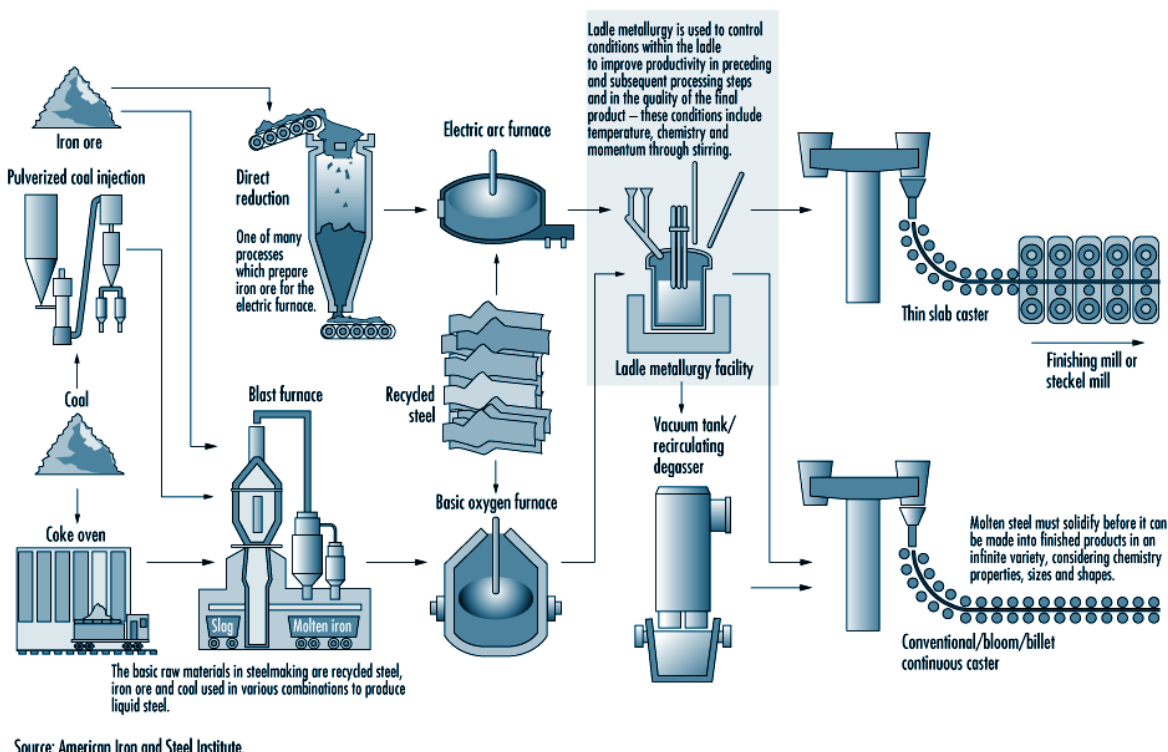 Ladle metallurgy is used to control
conditions within the ladle
to improve productivity in preceding
and subsequent processing steps
and in the quality of the final
product – these conditions include
temperature, chemistry and
momentum through stirring.
Iron ore
Pulverized coal injection
Direct
reduction
One of many
processes
which prepare
iron ore for the
electric furnace.
Electric arc furnace
Thin slab caster
Finishing mill or
steckel mill
Ladle metallurgy facility
Coal
Blast furnace
Recycled
steel
Vacuum tank/
recirculating
degasser
Coke oven
Basic oxygen furnace
Molten steel must solidify before it can
be made into finished products in an
infinite variety, considering chemistry
properties, sizes and shapes.
Slag
Molten iron
Conventional/bloom/billet
continuous caster
The basic raw materials in steelmaking are recycled steel,
iron ore and coal used in various combinations to produce
liquid steel.
Source: American Iron and Steel Institute